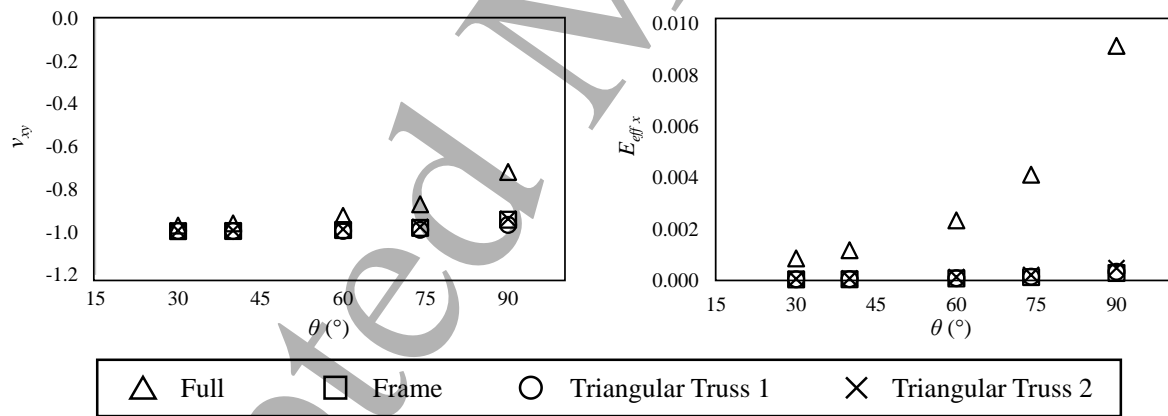 0.0
-0.2
-0.4
-0.6
-0.8
-1.0
-1.2
ν_xy
15 30 45 60 75 90
θ (°)
0.010
0.008
0.006
0.004
0.002
0.000
E_eff x
15 30 45 60 75 90
θ (°)
Full Frame Triangular Truss 1 Triangular Truss 2